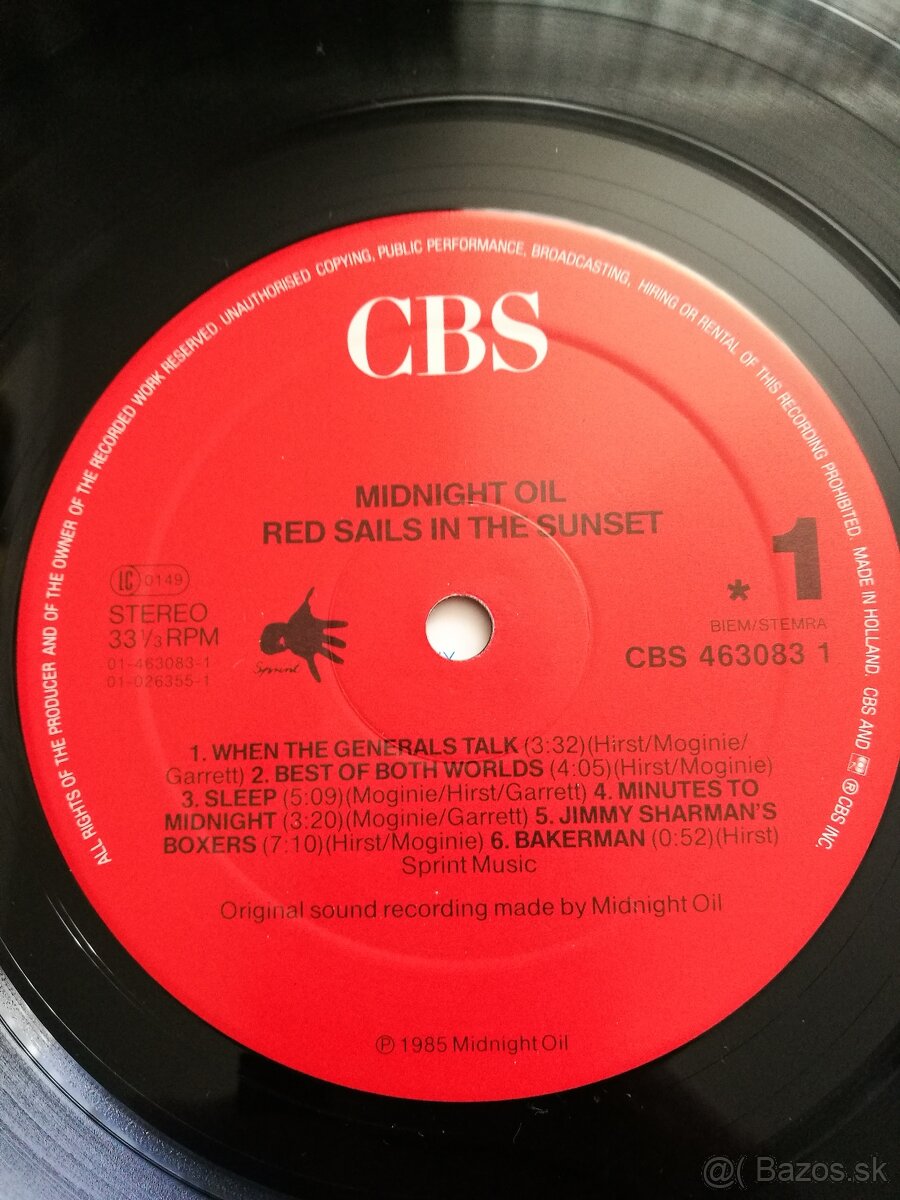 ALL RIGHTS OF THE PRODUCER AND OF THE OWNER OF THE RECORDED WORK RESERVED. UNAUTHORISED COPYING, PUBLIC PERFORMANCE, BROADCASTING, HIRING OR RENTAL OF THIS RECORDING PROHIBITED. MADE IN HOLLAND. CBS AND ® CBS INC.
CBS
MIDNIGHT OIL
RED SAILS IN THE SUNSET
LC 0149
STEREO
33 1/3 RPM
01-463083-1
01-026355-1
Sprint
* 1
BIEM/STEMRA
CBS 463083 1
1. WHEN THE GENERALS TALK (3:32)(Hirst/Moginie/
Garrett) 2. BEST OF BOTH WORLDS (4:05)(Hirst/Moginie)
3. SLEEP (5:09)(Moginie/Hirst/Garrett) 4. MINUTES TO
MIDNIGHT (3:20)(Moginie/Garrett) 5. JIMMY SHARMAN'S
BOXERS (7:10)(Hirst/Moginie) 6. BAKERMAN (0:52)(Hirst)
Sprint Music
Original sound recording made by Midnight Oil
℗ 1985 Midnight Oil
@( Bazos.sk